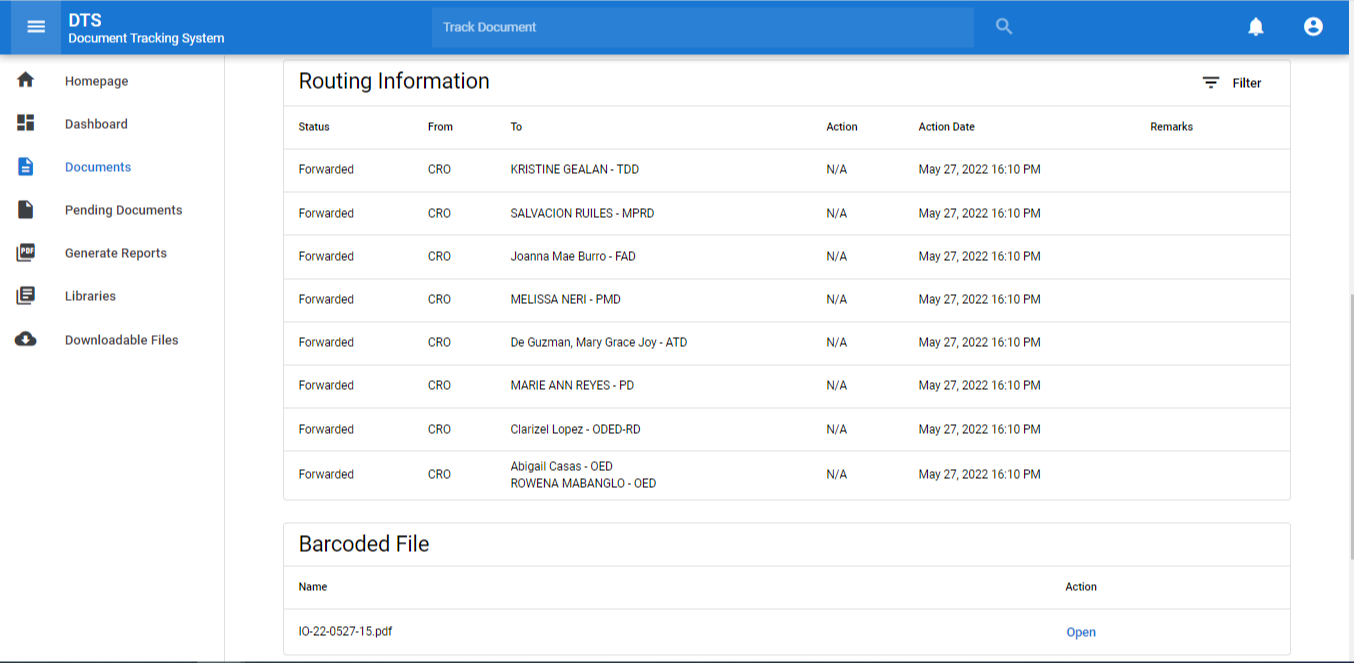 DTS
Document Tracking System
Track Document
Homepage
Dashboard
Documents
Pending Documents
PDF
Generate Reports
Libraries
Downloadable Files
Routing Information
Filter
Status From To Action Action Date Remarks
Forwarded CRO KRISTINE GEALAN - TDD N/A May 27, 2022 16:10 PM
Forwarded CRO SALVACION RUILES - MPRD N/A May 27, 2022 16:10 PM
Forwarded CRO Joanna Mae Burro - FAD N/A May 27, 2022 16:10 PM
Forwarded CRO MELISSA NERI - PMD N/A May 27, 2022 16:10 PM
Forwarded CRO De Guzman, Mary Grace Joy - ATD N/A May 27, 2022 16:10 PM
Forwarded CRO MARIE ANN REYES - PD N/A May 27, 2022 16:10 PM
Forwarded CRO Clarizel Lopez - ODED-RD N/A May 27, 2022 16:10 PM
Abigail Casas - OED
Forwarded CRO ROWENA MABANGLO - OED N/A May 27, 2022 16:10 PM
Barcoded File
Name Action
IO-22-0527-15.pdf Open